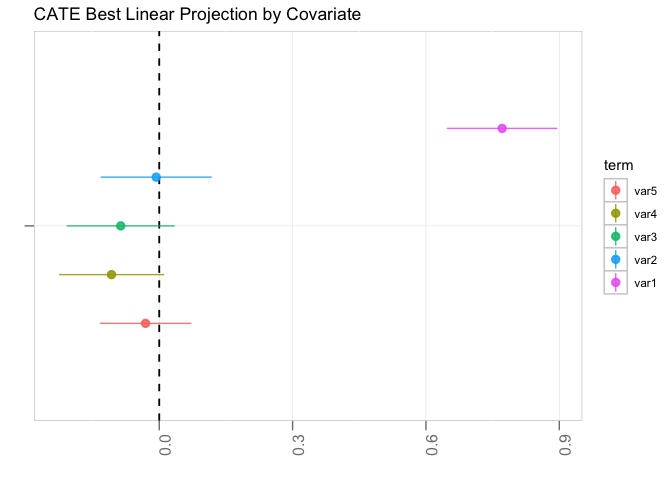 CATE Best Linear Projection by Covariate
term
var5
var4
var3
var2
var1
0.0
0.3
0.6
0.9